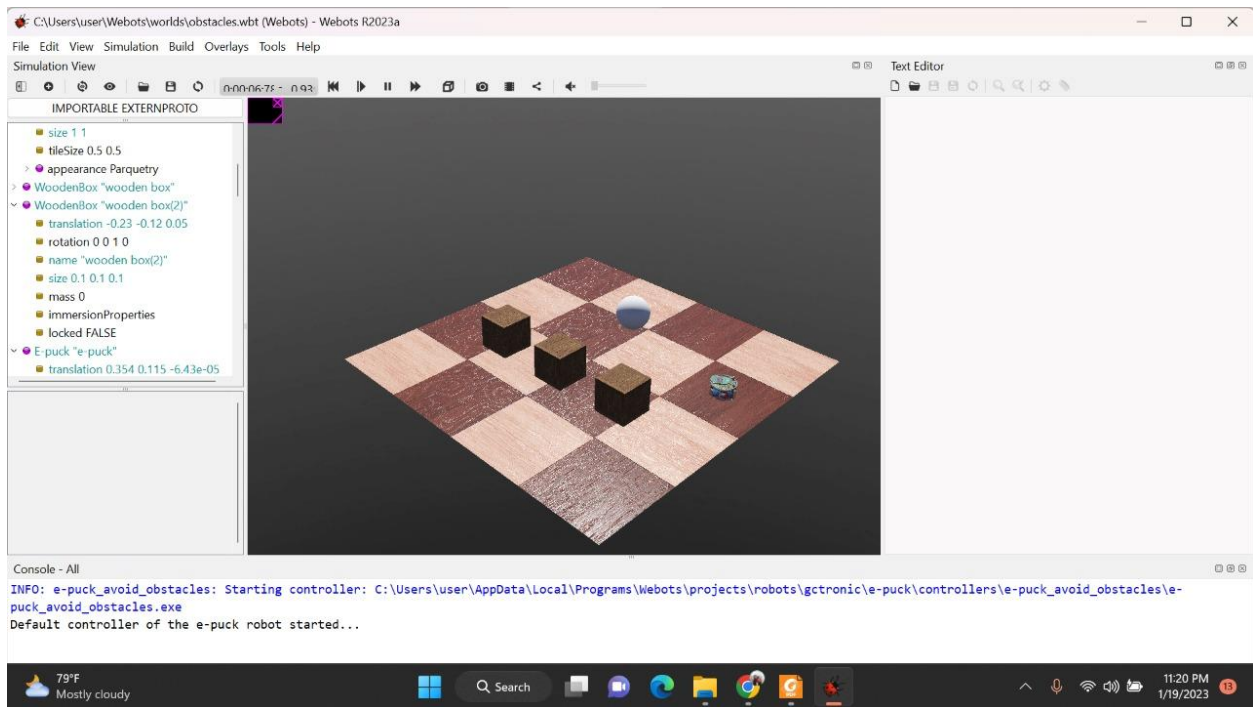 C:\Users\user\Webots\worlds\obstacles.wbt (Webots) - Webots R2023a
File Edit View Simulation Build Overlays Tools Help
Simulation View
Text Editor
IMPORTABLE EXTERNPROTO
size 1 1
tileSize 0.5 0.5
appearance Parquetry
WoodenBox "wooden box"
WoodenBox "wooden box(2)"
translation -0.23 -0.12 0.05
rotation 0 0 1 0
name "wooden box(2)"
size 0.1 0.1 0.1
mass 0
immersionProperties
locked FALSE
E-puck "e-puck"
translation 0.354 0.115 -6.43e-05
Console - All
INFO: e-puck_avoid_obstacles: Starting controller: C:\Users\user\AppData\Local\Programs\Webots\projects\robots\gctronic\e-puck\controllers\e-puck_avoid_obstacles\e-
puck_avoid_obstacles.exe
Default controller of the e-puck robot started...
79°F
Mostly cloudy
Search
11:20 PM
1/19/2023
13